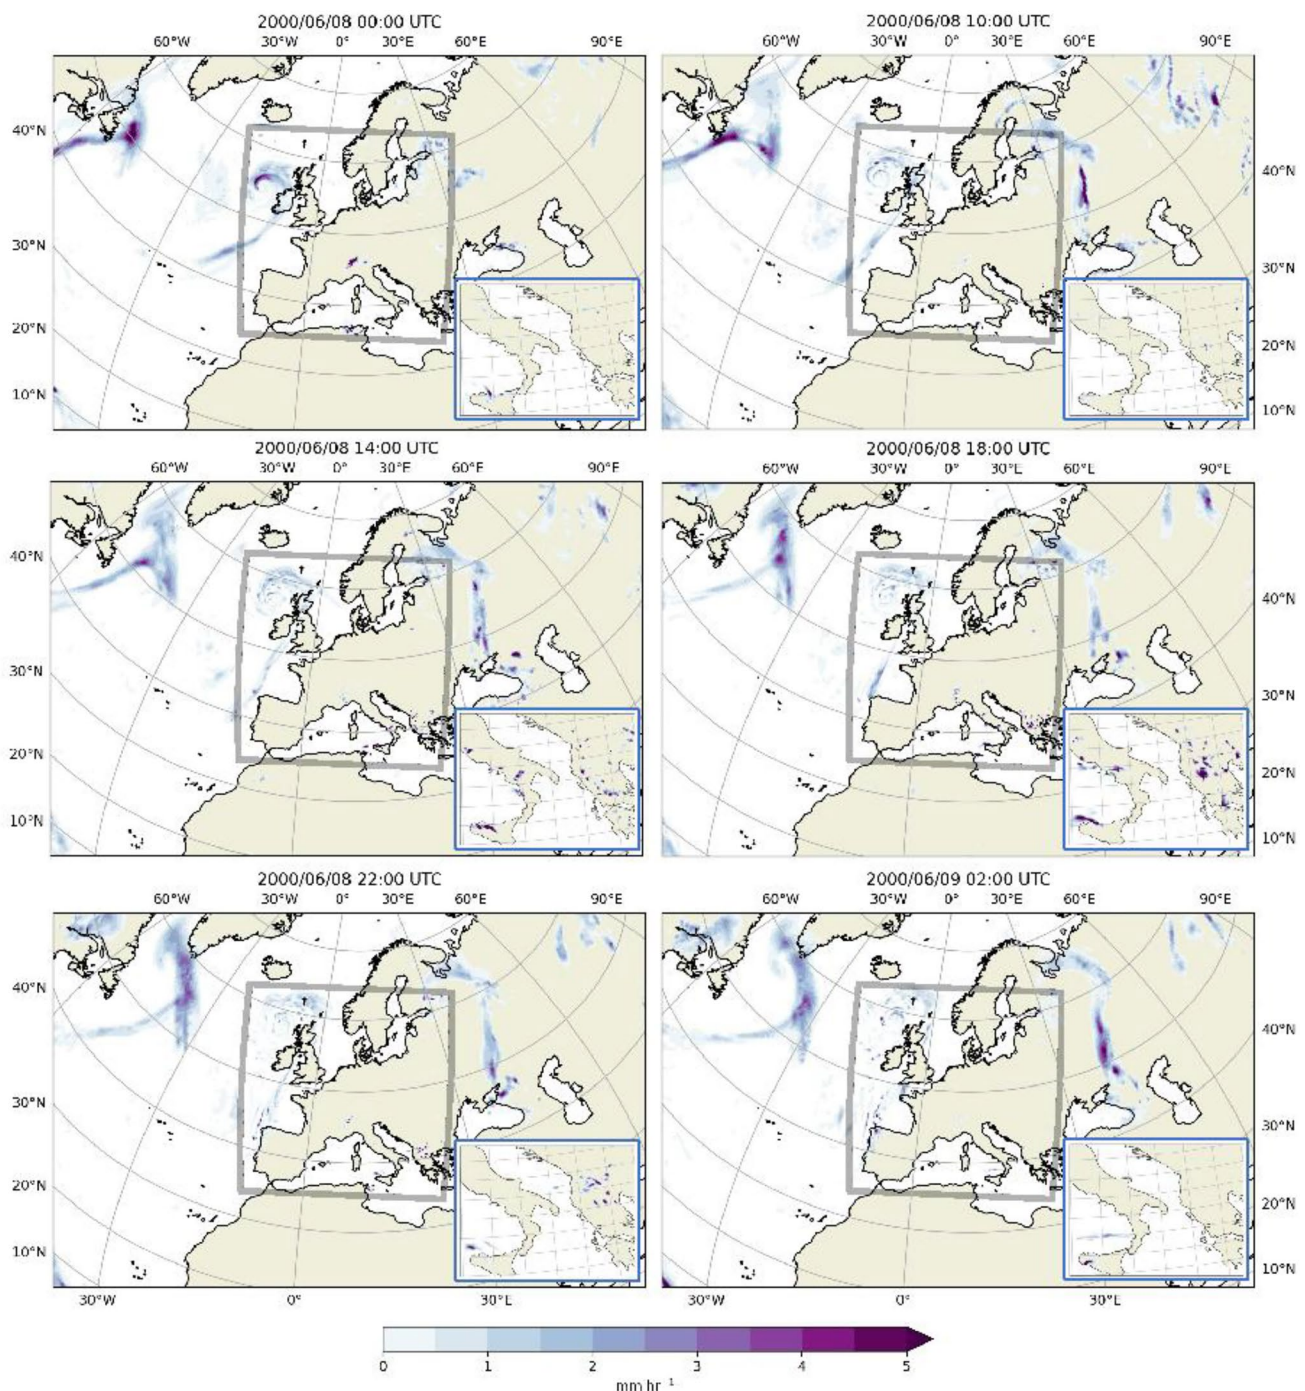 2000/06/08 00:00 UTC
2000/06/08 10:00 UTC
60°W 30°W 0° 30°E 60°E 90°E
60°W 30°W 0° 30°E 60°E 90°E
40°N
30°N
20°N
10°N
40°N
30°N
20°N
10°N
2000/06/08 14:00 UTC
2000/06/08 18:00 UTC
60°W 30°W 0° 30°E 60°E 90°E
60°W 30°W 0° 30°E 60°E 90°E
40°N
30°N
20°N
10°N
40°N
30°N
20°N
10°N
2000/06/08 22:00 UTC
2000/06/09 02:00 UTC
60°W 30°W 0° 30°E 60°E 90°E
60°W 30°W 0° 30°E 60°E 90°E
40°N
30°N
20°N
10°N
40°N
30°N
20°N
10°N
30°W 0° 30°E
30°W 0° 30°E
0 1 2 3 4 5
mm hr⁻¹